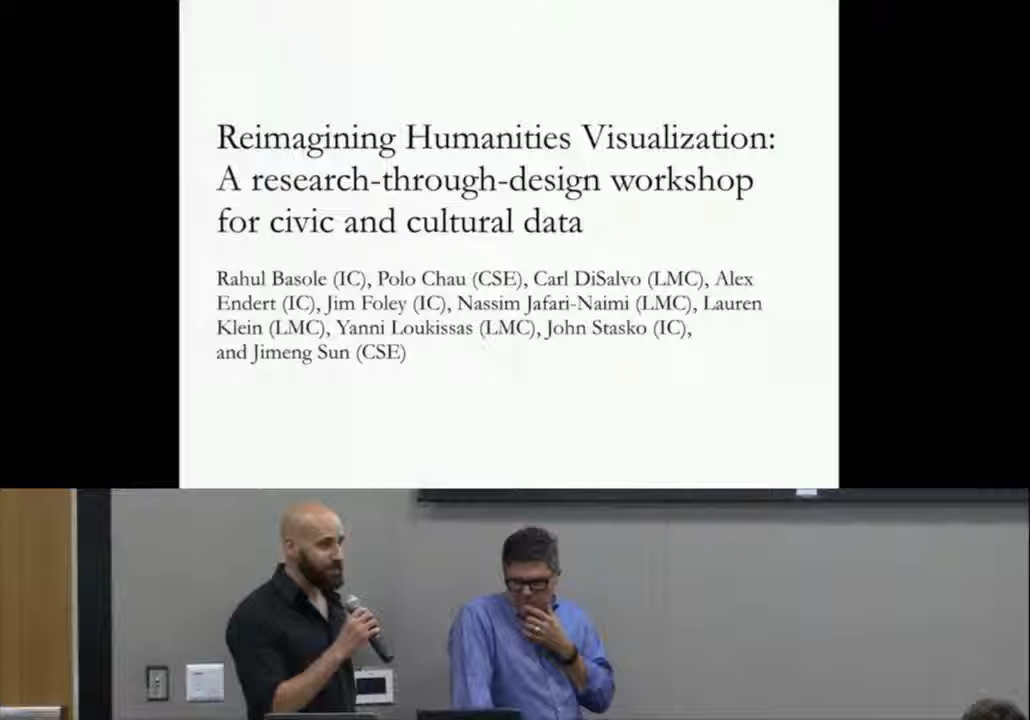 Reimagining Humanities Visualization:
A research-through-design workshop
for civic and cultural data
Rahul Basole (IC), Polo Chau (CSE), Carl DiSalvo (LMC), Alex
Endert (IC), Jim Foley (IC), Nassim Jafari-Naimi (LMC), Lauren
Klein (LMC), Yanni Loukissas (LMC), John Stasko (IC),
and Jimeng Sun (CSE)